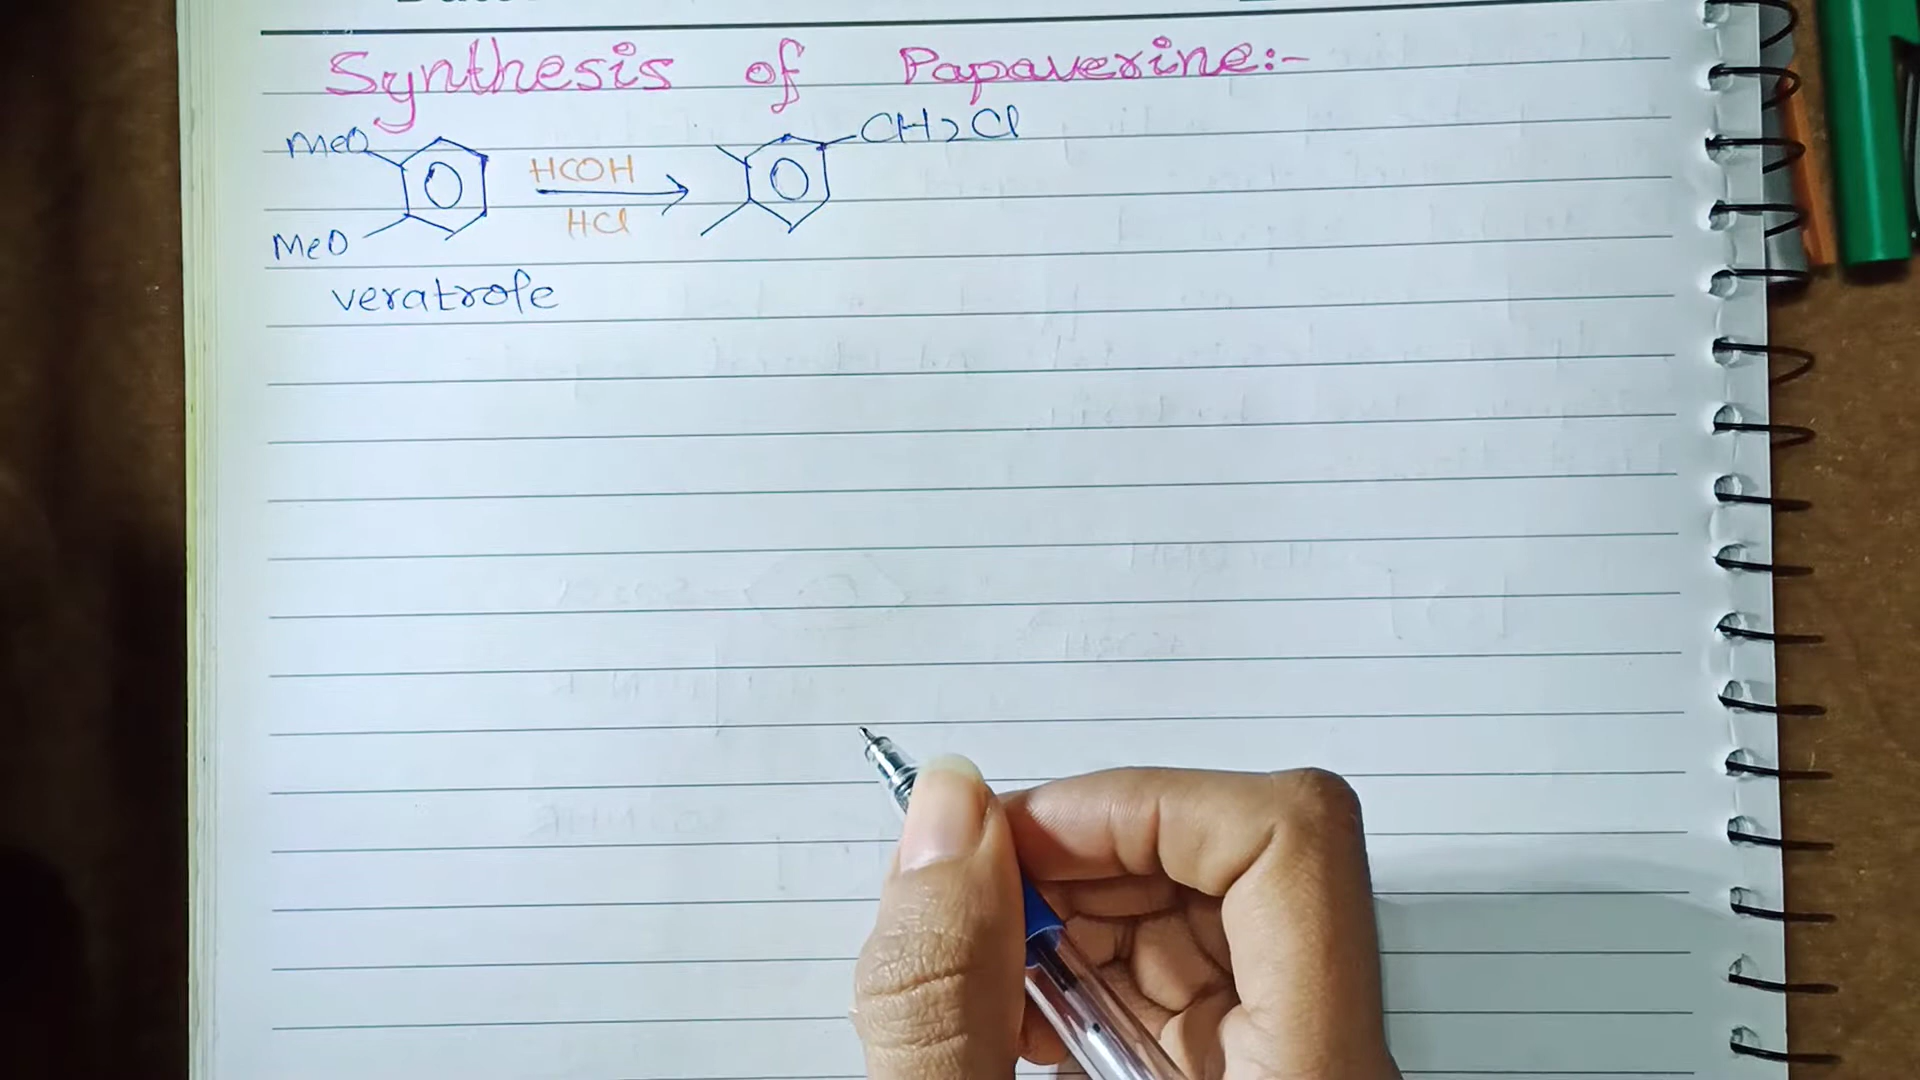 Synthesis of Papaverine:-
MeO HCOH CH2Cl
HCl
MeO
veratrole